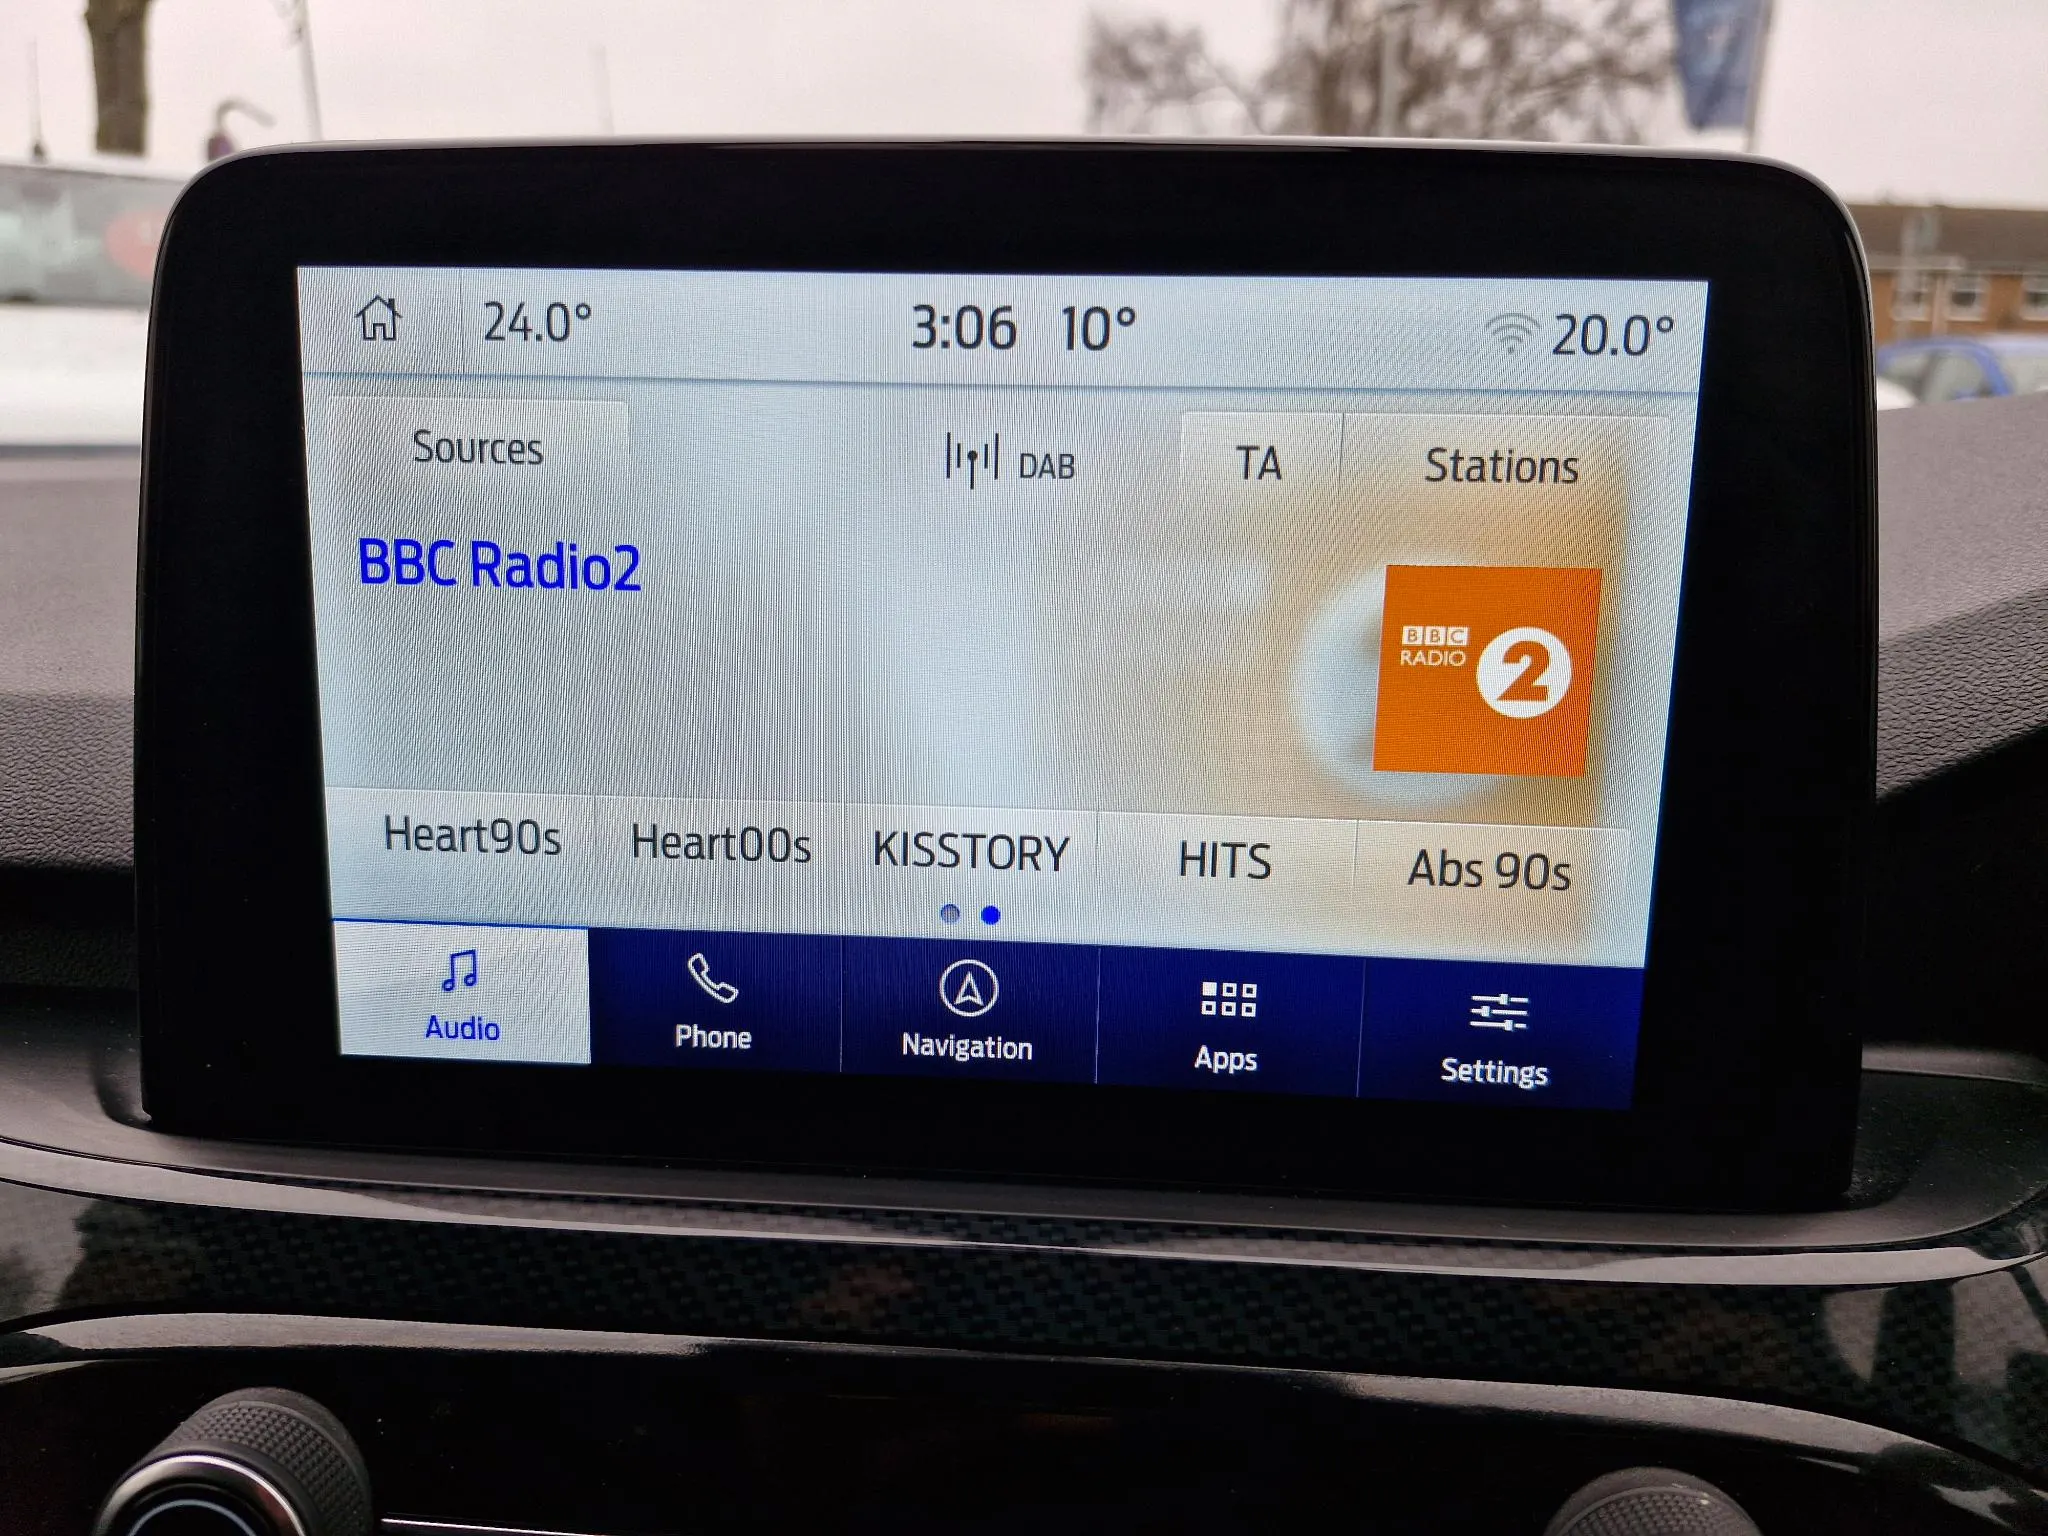 24.0° 3:06 10° 20.0°
Sources DAB TA Stations
BBC Radio2
BBC
RADIO 2
Heart90s Heart00s KISSTORY HITS Abs 90s
Audio Phone Navigation Apps Settings